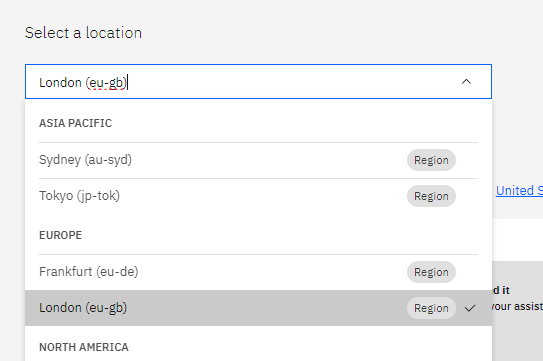 Select a location
London (eu-gb)
ASIA PACIFIC
Sydney (au-syd) Region
Tokyo (jp-tok) Region
United S
EUROPE
Frankfurt (eu-de) Region
d it
London (eu-gb) Region
your assist
NORTH AMERICA